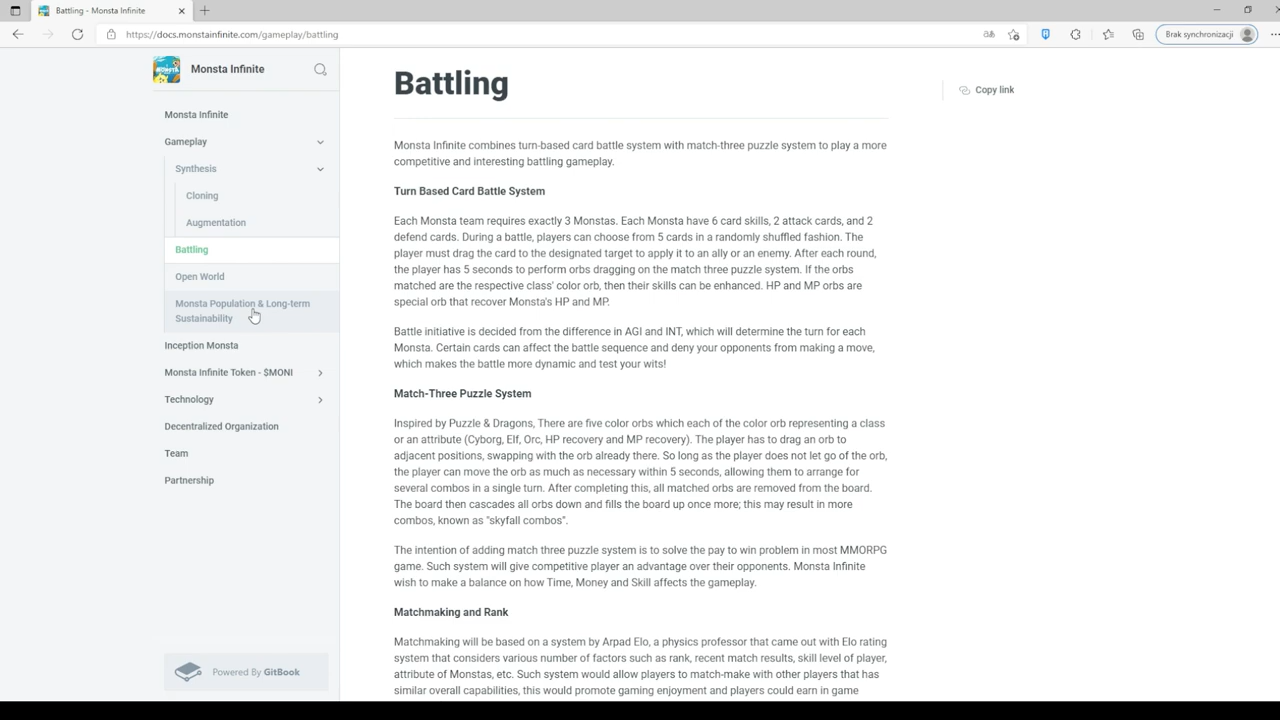 Battling - Monsta Infinite
https://docs.monstainfinite.com/gameplay/battling
Brak synchronizacji
Monsta Infinite
Monsta Infinite
Gameplay
Synthesis
Cloning
Augmentation
Battling
Open World
Monsta Population & Long-term
Sustainability
Inception Monsta
Monsta Infinite Token - $MONI
Technology
Decentralized Organization
Team
Partnership
Powered By GitBook
Battling
Copy link
Monsta Infinite combines turn-based card battle system with match-three puzzle system to play a more
competitive and interesting battling gameplay.
Turn Based Card Battle System
Each Monsta team requires exactly 3 Monstas. Each Monsta have 6 card skills, 2 attack cards, and 2
defend cards. During a battle, players can choose from 5 cards in a randomly shuffled fashion. The
player must drag the card to the designated target to apply it to an ally or an enemy. After each round,
the player has 5 seconds to perform orbs dragging on the match three puzzle system. If the orbs
matched are the respective class' color orb, then their skills can be enhanced. HP and MP orbs are
special orb that recover Monsta's HP and MP.
Battle initiative is decided from the difference in AGI and INT, which will determine the turn for each
Monsta. Certain cards can affect the battle sequence and deny your opponents from making a move,
which makes the battle more dynamic and test your wits!
Match-Three Puzzle System
Inspired by Puzzle & Dragons, There are five color orbs which each of the color orb representing a class
or an attribute (Cyborg, Elf, Orc, HP recovery and MP recovery). The player has to drag an orb to
adjacent positions, swapping with the orb already there. So long as the player does not let go of the orb,
the player can move the orb as much as necessary within 5 seconds, allowing them to arrange for
several combos in a single turn. After completing this, all matched orbs are removed from the board.
The board then cascades all orbs down and fills the board up once more; this may result in more
combos, known as "skyfall combos".
The intention of adding match three puzzle system is to solve the pay to win problem in most MMORPG
game. Such system will give competitive player an advantage over their opponents. Monsta Infinite
wish to make a balance on how Time, Money and Skill affects the gameplay.
Matchmaking and Rank
Matchmaking will be based on a system by Arpad Elo, a physics professor that came out with Elo rating
system that considers various number of factors such as rank, recent match results, skill level of player,
attribute of Monstas, etc. Such system would allow players to match-make with other players that has
similar overall capabilities, this would promote gaming enjoyment and players could earn in game